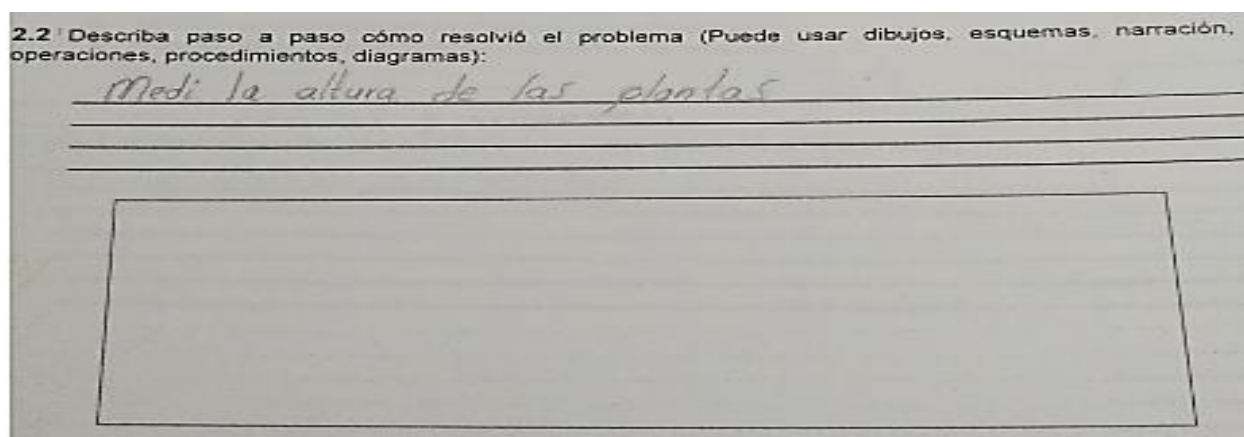 2.2 Describa paso a paso cómo resolvió el problema (Puede usar dibujos, esquemas, narración,
operaciones, procedimientos, diagramas):
Medi la altura de las plantas